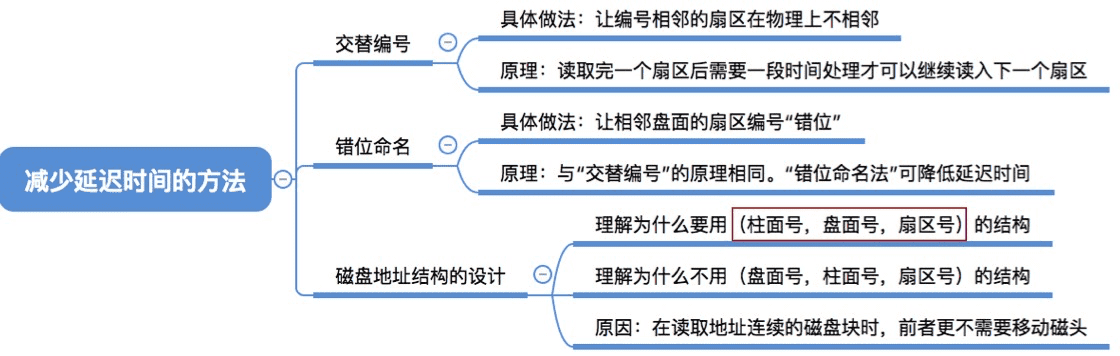 减少延迟时间的方法
交替编号
具体做法：让编号相邻的扇区在物理上不相邻
原理：读取完一个扇区后需要一段时间处理才可以继续读入下一个扇区
错位命名
具体做法：让相邻盘面的扇区编号“错位”
原理：与“交替编号”的原理相同。“错位命名法”可降低延迟时间
磁盘地址结构的设计
理解为什么要用（柱面号，盘面号，扇区号）的结构
理解为什么不用（盘面号，柱面号，扇区号）的结构
原因：在读取地址连续的磁盘块时，前者更不需要移动磁头